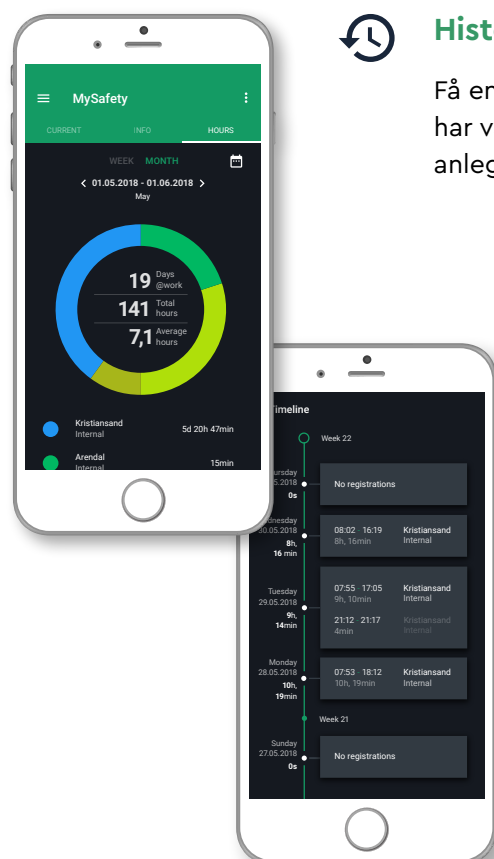 Få en
har v
MySafety
CURRENT INFO HOURS
WEEK MONTH
01.05.2018 - 01.06.2018
May
19 Days @work
141 Total hours
7,1 Average hours
Kristiansand
Internal
5d 20h 47min
Arendal
Internal
15min
Timeline
Week 22
0s
No registrations
30.05.2018
8h,
16 min
08:02 - 16:19 Kristiansand
8h, 16min Internal
Tuesday
29.05.2018
9h,
14min
07:55 - 17:05 Kristiansand
9h, 10min Internal
21:12 - 21:17 Kristiansand
4min Internal
Monday
28.05.2018
10h,
19min
07:53 - 18:12 Kristiansand
10h, 19min Internal
Week 21
Sunday
27.05.2018
0s
No registrations